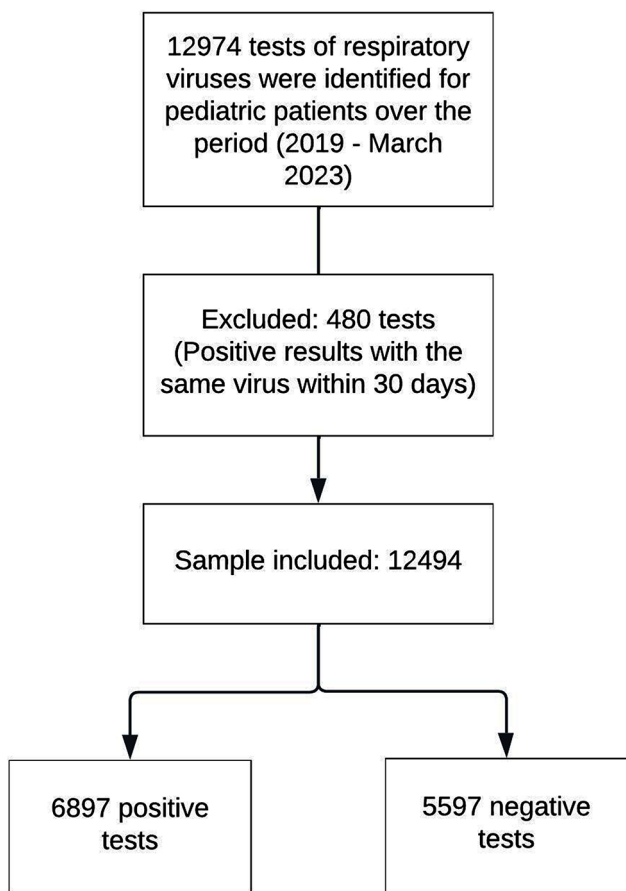 12974 tests of respiratory
viruses were identified for
pediatric patients over the
period (2019 - March
2023)
Excluded: 480 tests
(Positive results with the
same virus within 30 days)
Sample included: 12494
6897 positive
tests
5597 negative
tests